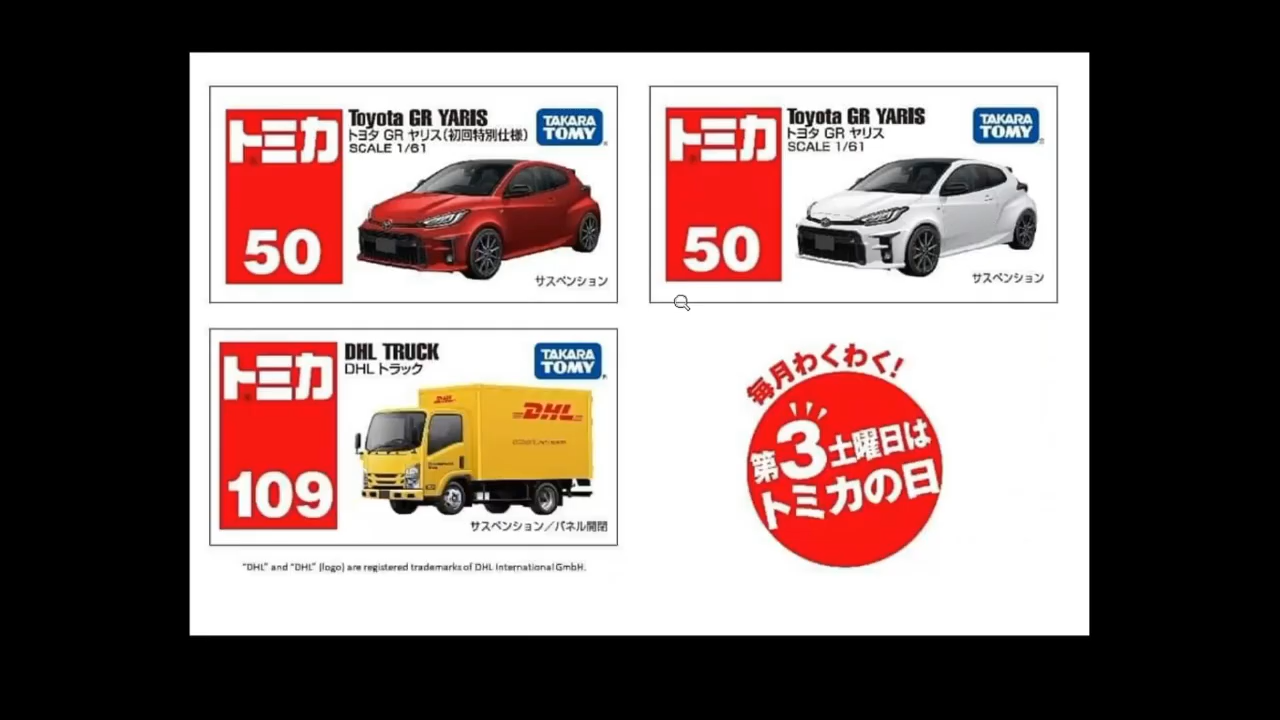 トミカ
50
Toyota GR YARIS
トヨタ GR ヤリス(初回特別仕様)
SCALE 1/61
TAKARA
TOMY
サスペンション
トミカ
50
Toyota GR YARIS
トヨタ GR ヤリス
SCALE 1/61
TAKARA
TOMY
サスペンション
トミカ
109
DHL TRUCK
DHL トラック
TAKARA
TOMY
DHL
DHL
サスペンション/パネル開閉
"DHL" and "DHL" (logo) are registered trademarks of DHL International GmbH.
毎月わくわく!
第3土曜日は
トミカの日